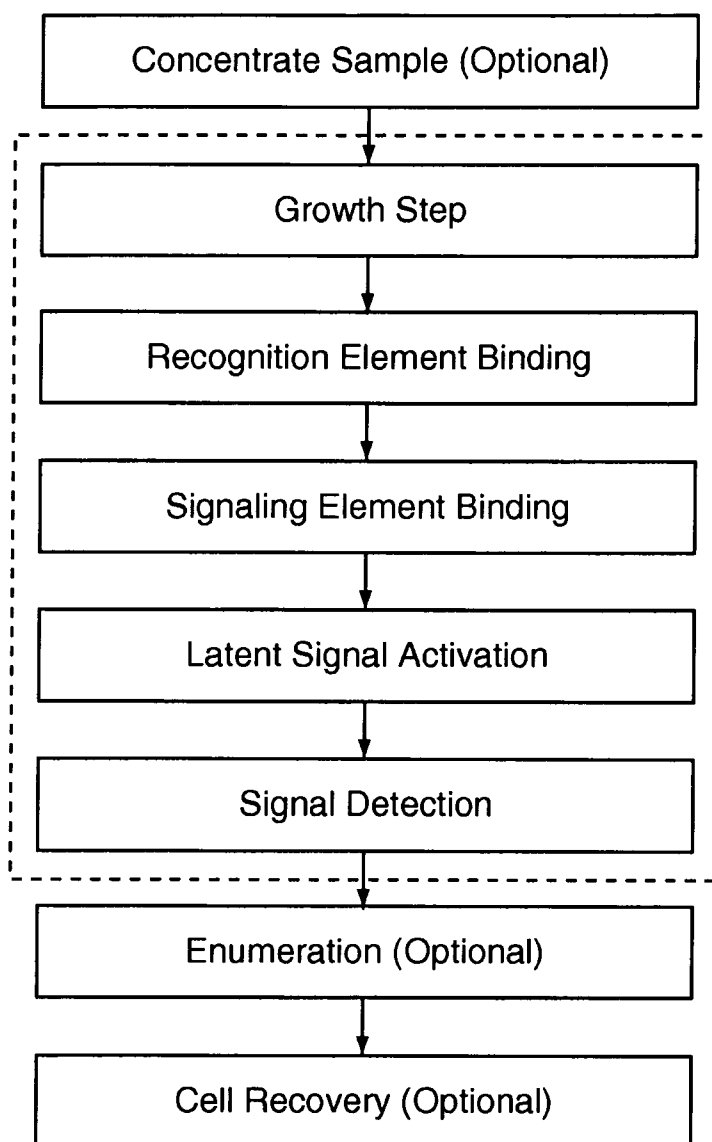 Concentrate Sample (Optional)
Growth Step
Recognition Element Binding
Signaling Element Binding
Latent Signal Activation
Signal Detection
Enumeration (Optional)
Cell Recovery (Optional)